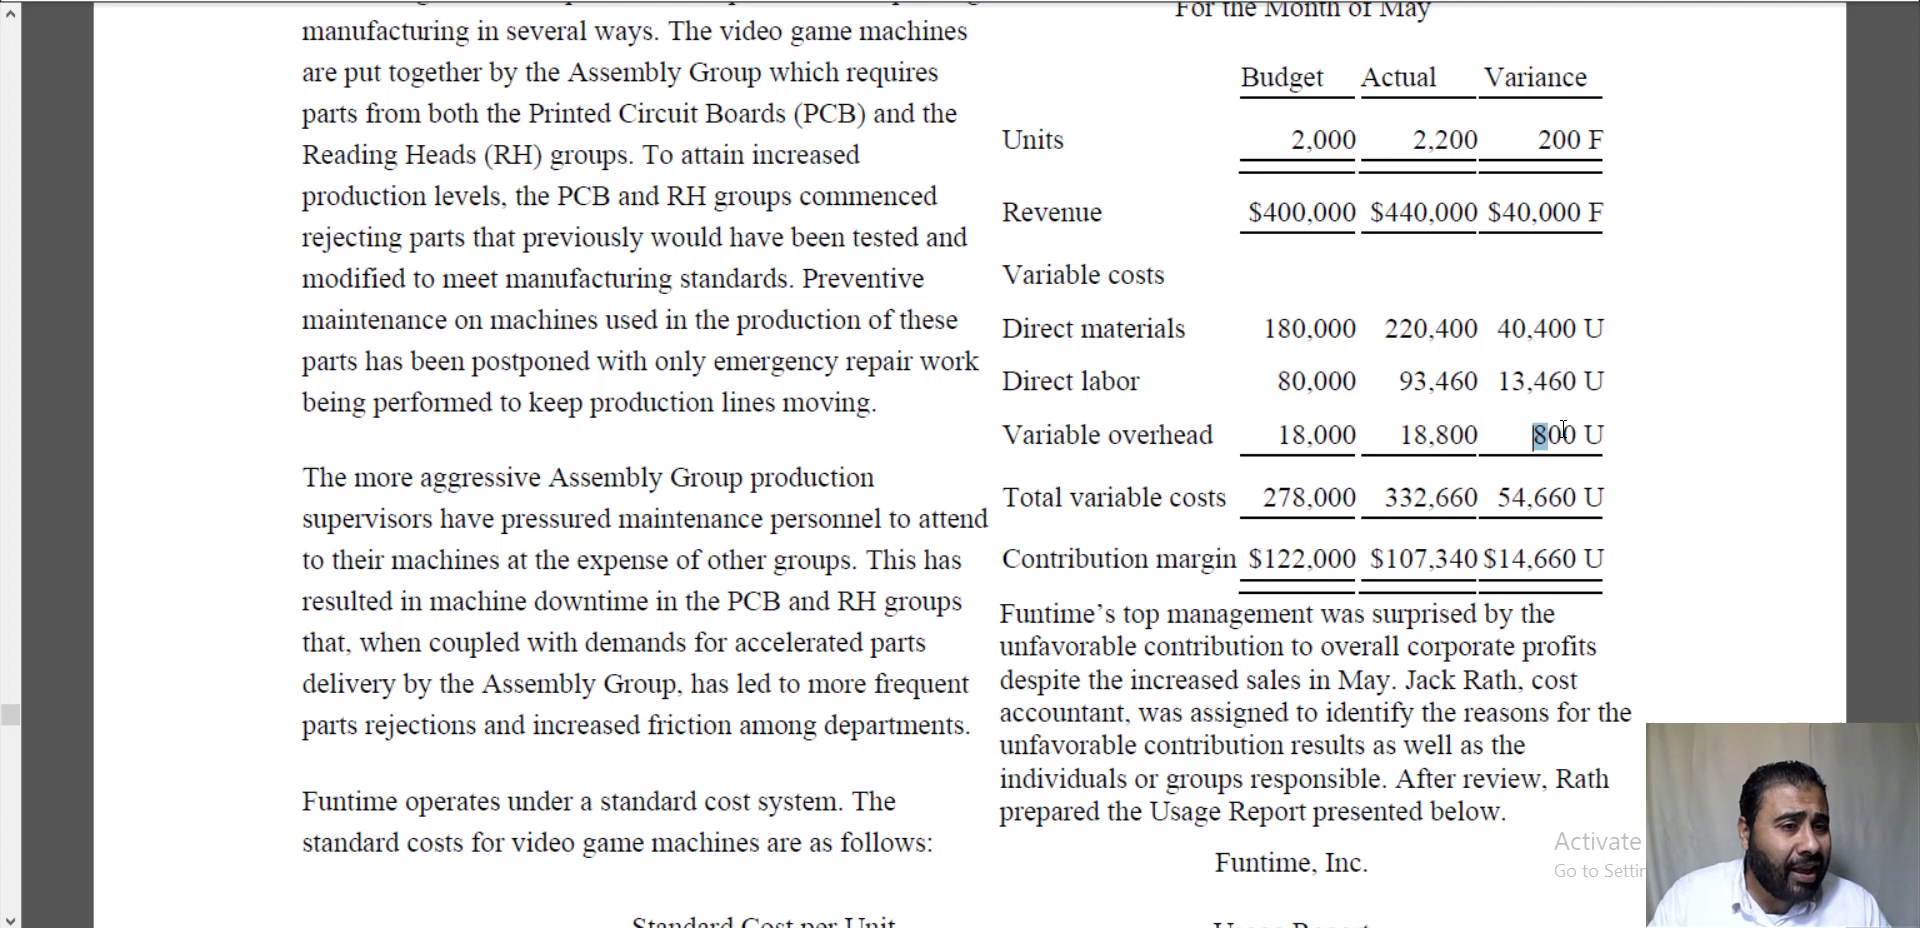 manufacturing in several ways. The video game machines
are put together by the Assembly Group which requires
parts from both the Printed Circuit Boards (PCB) and the
Reading Heads (RH) groups. To attain increased
production levels, the PCB and RH groups commenced
rejecting parts that previously would have been tested and
modified to meet manufacturing standards. Preventive
maintenance on machines used in the production of these
parts has been postponed with only emergency repair work
being performed to keep production lines moving.
The more aggressive Assembly Group production
supervisors have pressured maintenance personnel to attend
to their machines at the expense of other groups. This has
resulted in machine downtime in the PCB and RH groups
that, when coupled with demands for accelerated parts
delivery by the Assembly Group, has led to more frequent
parts rejections and increased friction among departments.
Funtime operates under a standard cost system. The
standard costs for video game machines are as follows:
Standard Cost per Unit
For the Month of May
Budget Actual Variance
Units 2,000 2,200 200 F
Revenue $400,000 $440,000 $40,000 F
Variable costs
Direct materials 180,000 220,400 40,400 U
Direct labor 80,000 93,460 13,460 U
Variable overhead 18,000 18,800 800 U
Total variable costs 278,000 332,660 54,660 U
Contribution margin $122,000 $107,340 $14,660 U
Funtime’s top management was surprised by the
unfavorable contribution to overall corporate profits
despite the increased sales in May. Jack Rath, cost
accountant, was assigned to identify the reasons for the
unfavorable contribution results as well as the
individuals or groups responsible. After review, Rath
prepared the Usage Report presented below.
Funtime, Inc.
Usage Report
Activate
Go to Settin